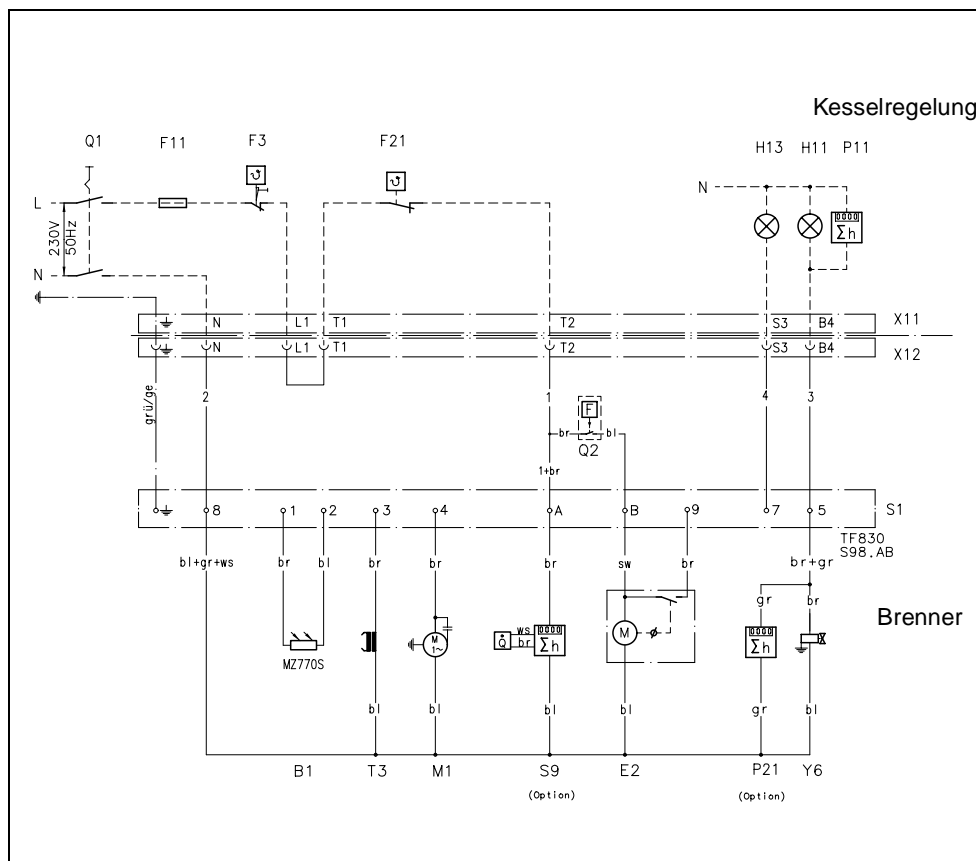 Kesselregelung
Q1 F11 F3 F21 H13 H11 P11
N
L
230V
50Hz
Σh
N
N L1 T1 T2 S3 B4 X11
N L1 T1 T2 S3 B4 X12
grü/ge 2 1 4 3
F
br bl
Q2
1+br
8 1 2 3 4 A B 9 7 5 S1
TF830
S98.AB
bl+gr+ws br bl br br br sw br br+gr
gr br
Brenner
M
1~
ws
br
Q
Σh
M
Σh
MZ770S
bl bl bl bl gr bl
B1 T3 M1 S9 E2 P21 Y6
(Option) (Option)